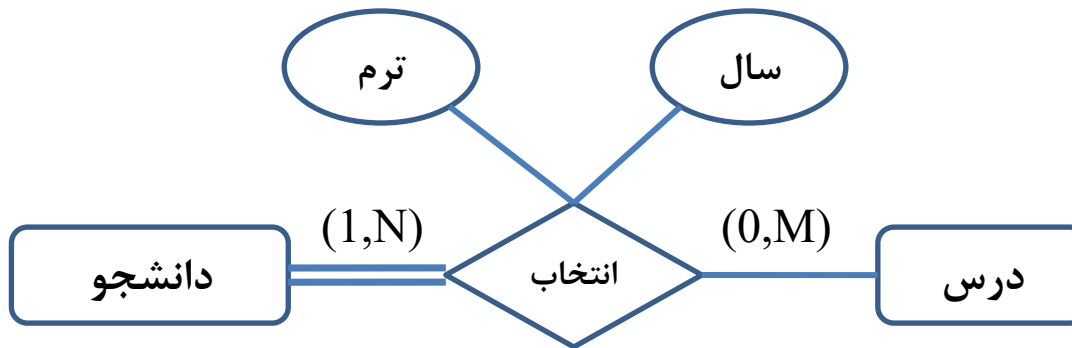 ترم
سال
(1,N)
(0,M)
دانشجو
انتخاب
درس